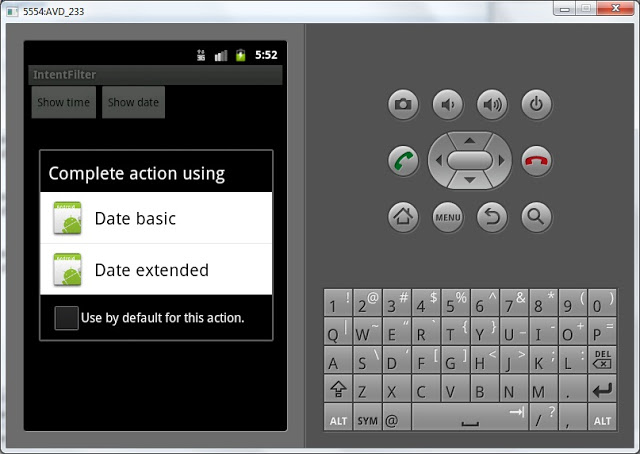 5554:AVD_233
3G 5:52
IntentFilter
Show time Show date
Complete action using
Date basic
Date extended
Use by default for this action.
MENU
1 ! 2 @ 3 # 4 $ 5 % 6 ^ 7 & 8 * 9 ( 0 )
Q | W ~ E " R ` T { Y } U _ I - O + P =
A S \ D ' F [ G ] H < J > K ; L : DEL
Z X C V B N M .
ALT SYM @ / ? , ALT